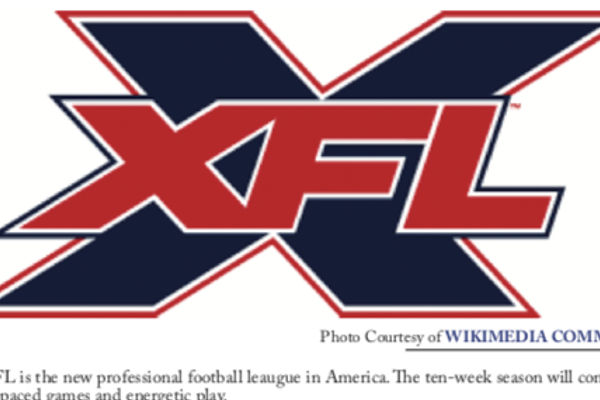 XFL™
Photo Courtesy of WIKIMEDIA COMM
FL is the new professional football leaugue in America. The ten-week season will con
paced games and energetic play.